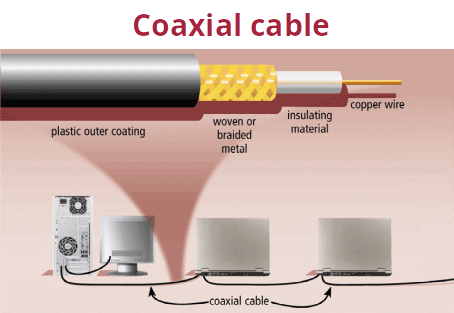 Coaxial cable
plastic outer coating
woven or
braided
metal
insulating
material
copper wire
coaxial cable